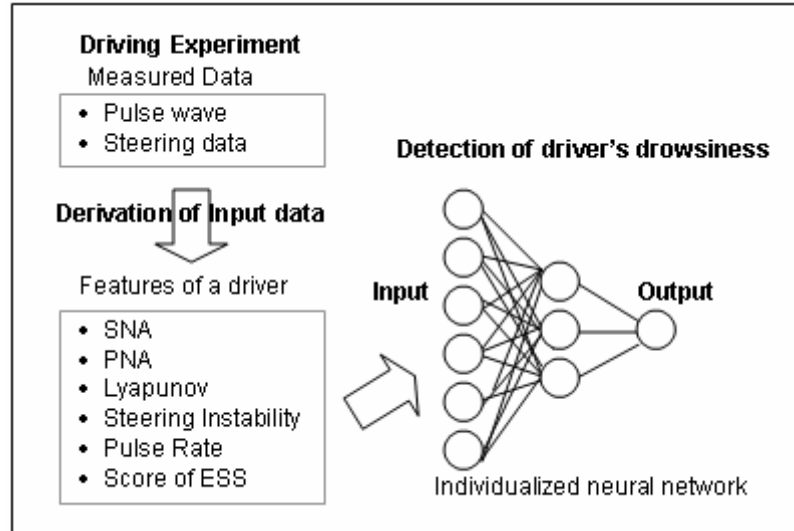 Driving Experiment
Measured Data
• Pulse wave
• Steering data
Derivation of Input data
Features of a driver
• SNA
• PNA
• Lyapunov
• Steering Instability
• Pulse Rate
• Score of ESS
Detection of driver's drowsiness
Input
Output
Individualized neural network